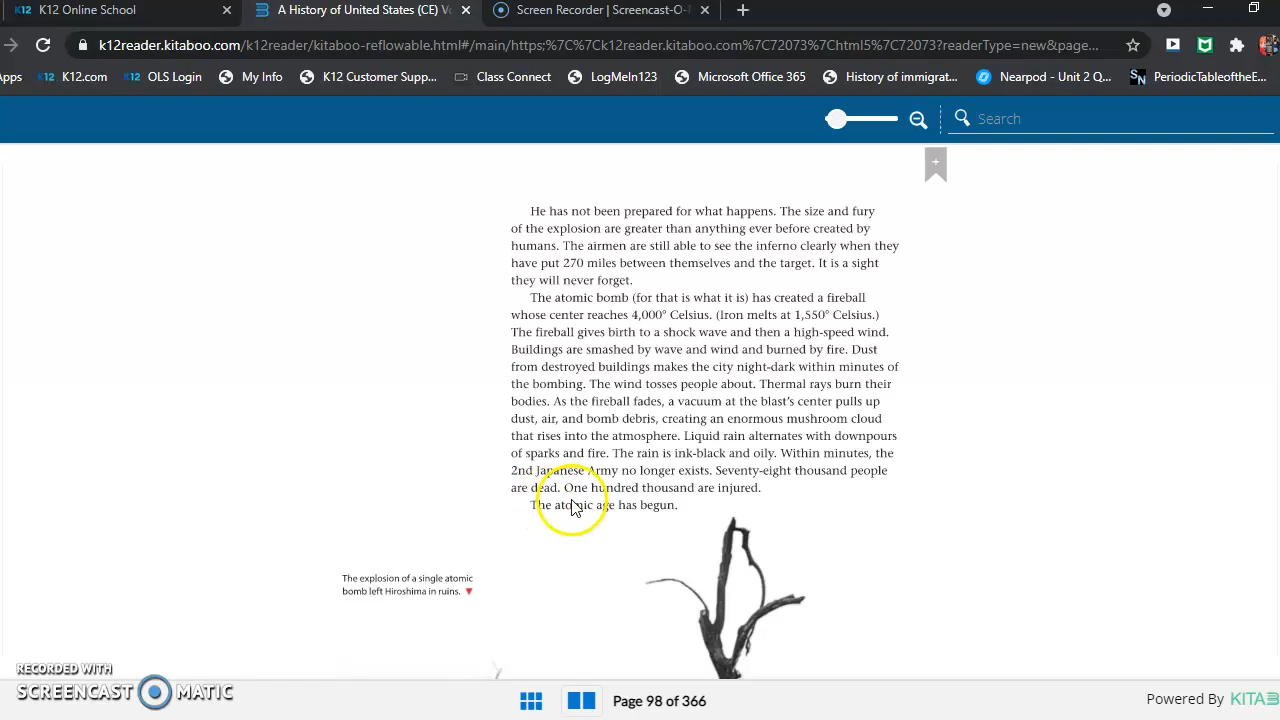 K12 Online School
A History of United States (CE) Vo
Screen Recorder | Screencast-O-
k12reader.kitaboo.com/k12reader/kitaboo-reflowable.html#/main/https;%7C%7Ck12reader.kitaboo.com%7C72073%7Chtml5%7C72073?readerType=new&page...
Apps K12 K12.com K12 OLS Login My Info K12 Customer Supp... Class Connect LogMeIn123 Microsoft Office 365 History of immigrat... Nearpod - Unit 2 Q... SN PeriodicTableoftheE...
Search
He has not been prepared for what happens. The size and fury
of the explosion are greater than anything ever before created by
humans. The airmen are still able to see the inferno clearly when they
have put 270 miles between themselves and the target. It is a sight
they will never forget.
The atomic bomb (for that is what it is) has created a fireball
whose center reaches 4,000° Celsius. (Iron melts at 1,550° Celsius.)
The fireball gives birth to a shock wave and then a high-speed wind.
Buildings are smashed by wave and wind and burned by fire. Dust
from destroyed buildings makes the city night-dark within minutes of
the bombing. The wind tosses people about. Thermal rays burn their
bodies. As the fireball fades, a vacuum at the blast's center pulls up
dust, air, and bomb debris, creating an enormous mushroom cloud
that rises into the atmosphere. Liquid rain alternates with downpours
of sparks and fire. The rain is ink-black and oily. Within minutes, the
2nd Japanese Army no longer exists. Seventy-eight thousand people
are dead. One hundred thousand are injured.
The atomic age has begun.
The explosion of a single atomic
bomb left Hiroshima in ruins.
RECORDED WITH
SCREENCAST MATIC
Page 98 of 366
Powered By KITAB